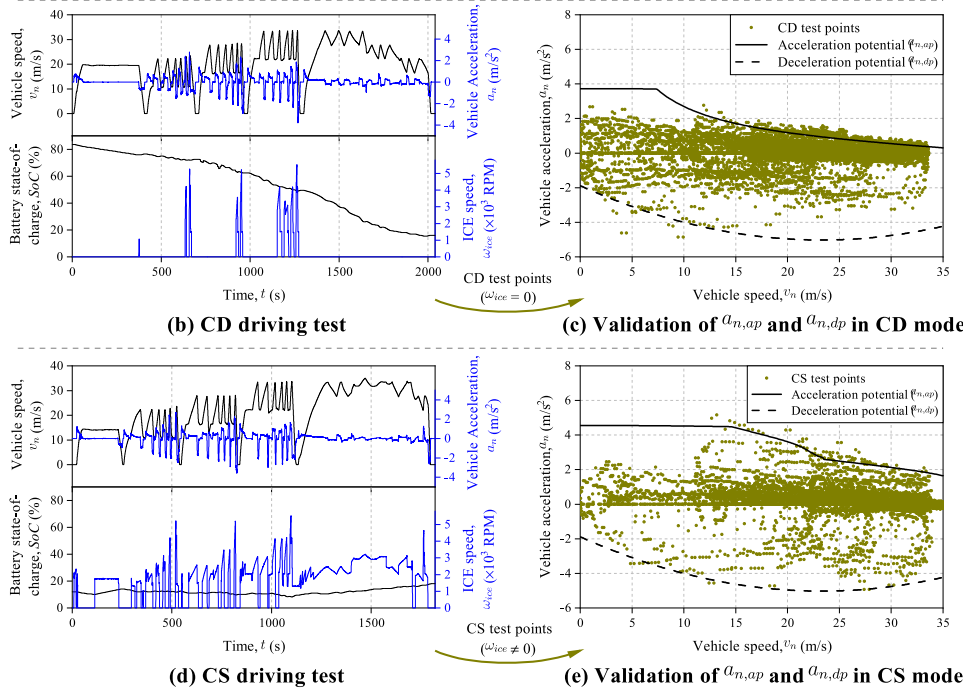 Vehicle speed,
v_n (m/s)
40
30
20
10
0
Vehicle Acceleration,
a_n (m/s²)
4
2
0
-2
-4
Battery state-of-
charge, SoC (%)
80
60
40
20
0
ICE speed,
ω_ice (×10³ RPM)
5
4
3
2
1
0
0 500 1000 1500 2000
Time, t (s)
(b) CD driving test
CD test points
(ω_ice = 0)
Vehicle acceleration, a_n (m/s²)
8
6
4
2
0
-2
-4
-6
CD test points
Acceleration potential (a_n,ap)
Deceleration potential (a_n,dp)
0 5 10 15 20 25 30 35
Vehicle speed, v_n (m/s)
(c) Validation of a_n,ap and a_n,dp in CD mode
Vehicle speed,
v_n (m/s)
40
30
20
10
0
Vehicle Acceleration,
a_n (m/s²)
4
2
0
-2
-4
Battery state-of-
charge, SoC (%)
80
60
40
20
0
ICE speed,
ω_ice (×10³ RPM)
5
4
3
2
1
0
0 500 1000 1500
Time, t (s)
(d) CS driving test
CS test points
(ω_ice ≠ 0)
Vehicle acceleration, a_n (m/s²)
8
6
4
2
0
-2
-4
-6
CS test points
Acceleration potential (a_n,ap)
Deceleration potential (a_n,dp)
0 5 10 15 20 25 30 35
Vehicle speed, v_n (m/s)
(e) Validation of a_n,ap and a_n,dp in CS mode